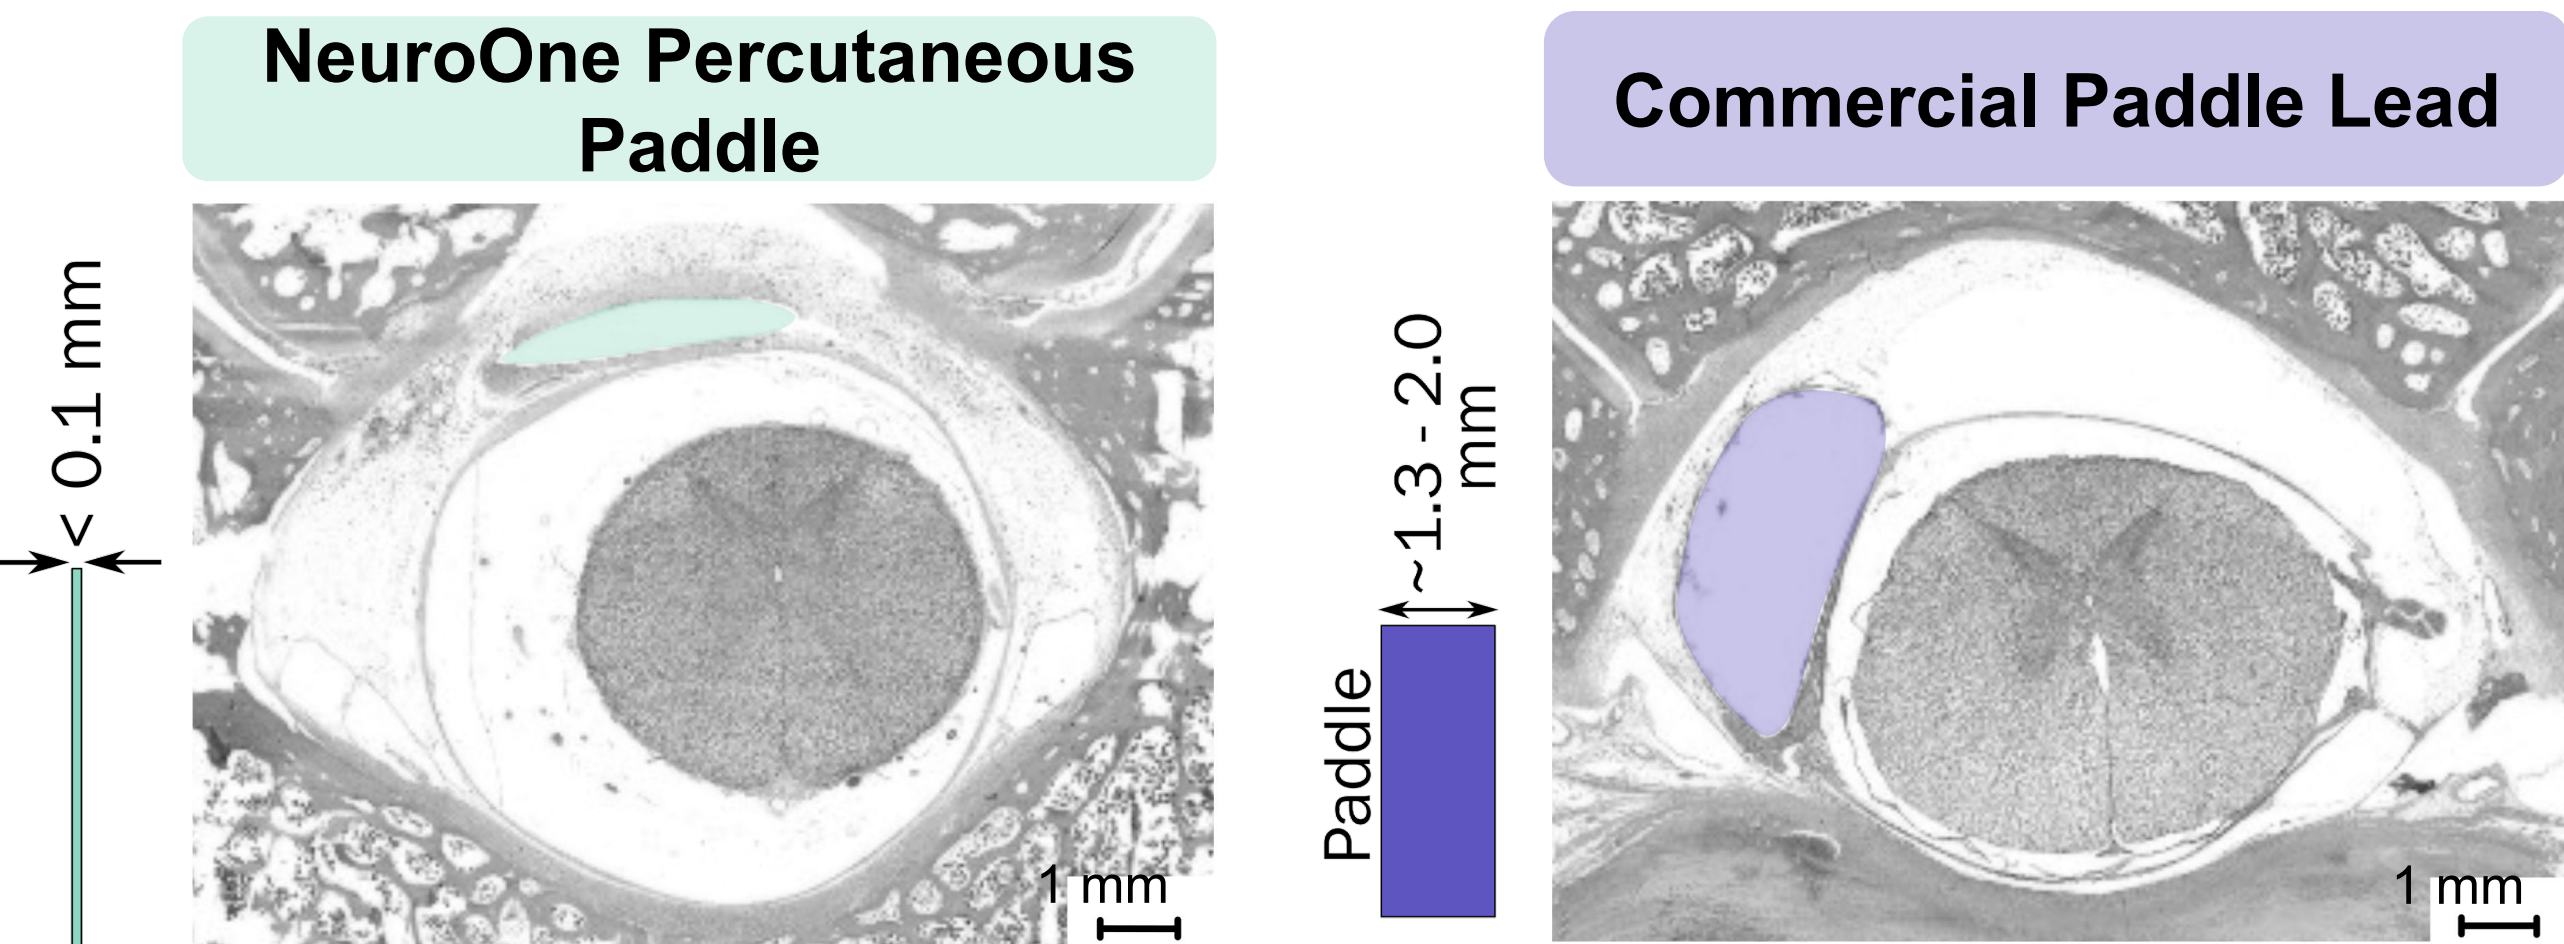 NeuroOne Percutaneous
Paddle
Commercial Paddle Lead
< 0.1 mm
~1.3 - 2.0
mm
Paddle
1 mm
1 mm